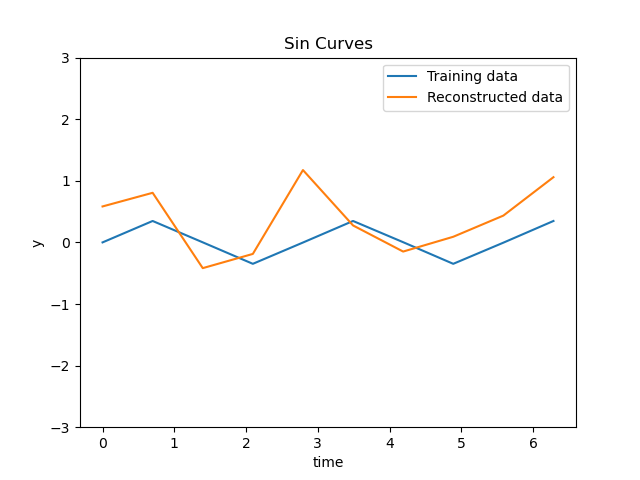 Sin Curves
Training data
Reconstructed data
3
2
1
0
−1
−2
−3
y
0 1 2 3 4 5 6
time